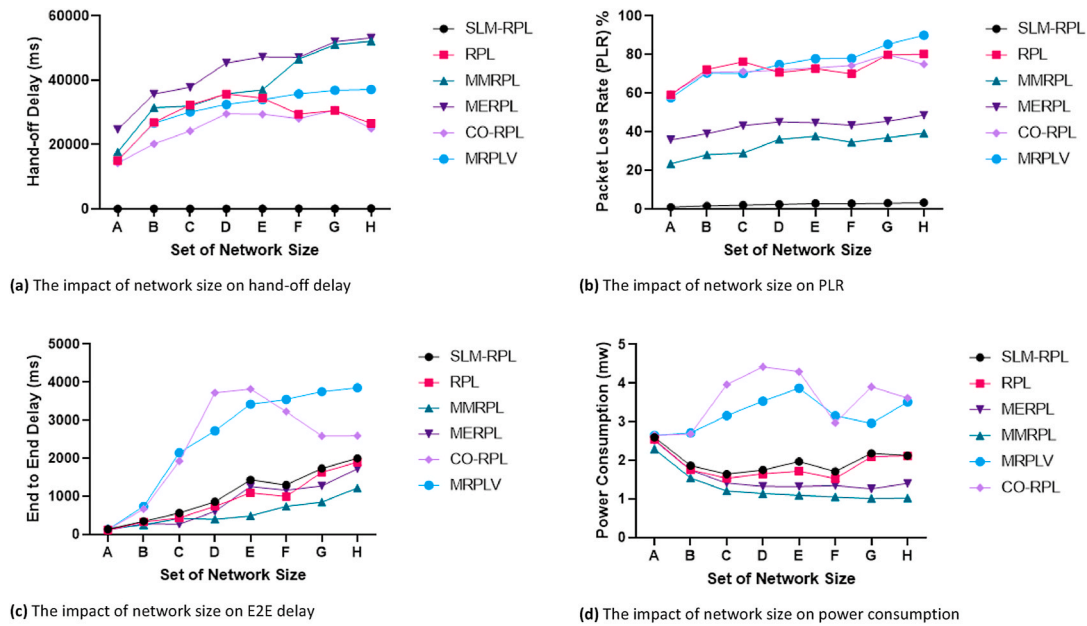 60000
40000
20000
0
Hand-off Delay (ms)
A B C D E F G H
Set of Network Size
SLM-RPL
RPL
MMRPL
MERPL
CO-RPL
MRPLV
(a) The impact of network size on hand-off delay
100
80
60
40
20
0
Packet Loss Rate (PLR) %
A B C D E F G H
Set of Network Size
SLM-RPL
RPL
MMRPL
MERPL
CO-RPL
MRPLV
(b) The impact of network size on PLR
5000
4000
3000
2000
1000
0
End to End Delay (ms)
A B C D E F G H
Set of Network Size
SLM-RPL
RPL
MMRPL
MERPL
CO-RPL
MRPLV
(c) The impact of network size on E2E delay
5
4
3
2
1
0
Power Consumption (mw)
A B C D E F G H
Set of Network Size
SLM-RPL
RPL
MERPL
MMRPL
MRPLV
CO-RPL
(d) The impact of network size on power consumption